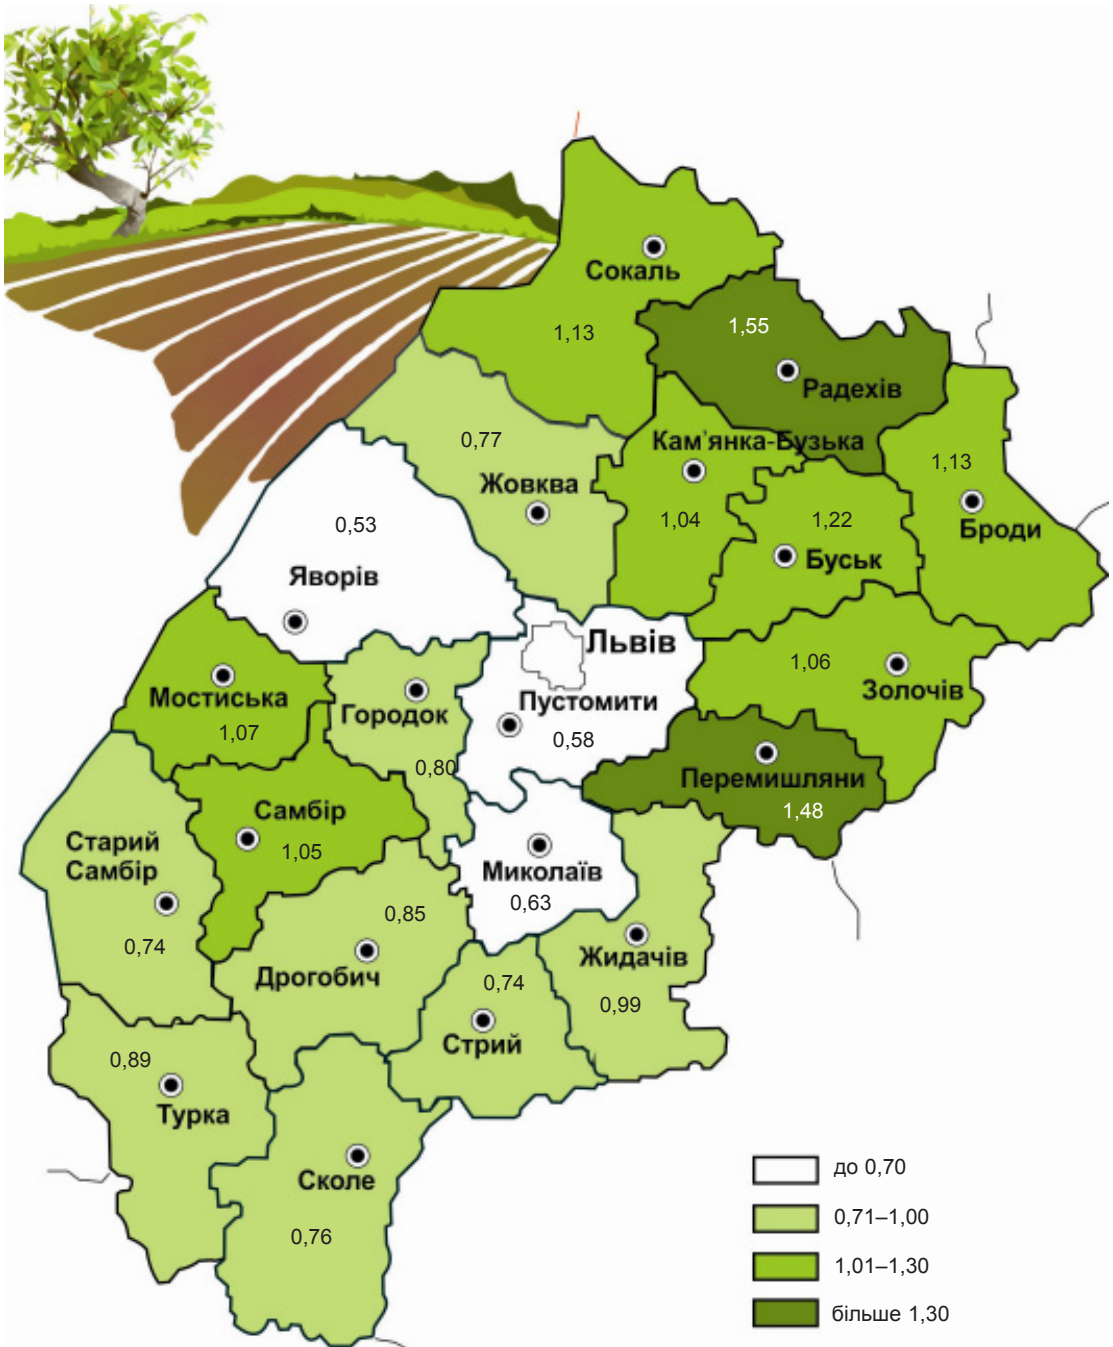 Сокаль
1,13
1,55
Радехів
0,77
Жовква
Кам'янка-Бузька
1,04
1,13
Броди
1,22
Буськ
0,53
Яворів
Львів
Пустомити
0,58
1,06
Золочів
Мостиська
1,07
Городок
0,80
Перемишляни
1,48
Самбір
1,05
Старий
Самбір
0,74
Миколаїв
0,63
0,85
Дрогобич
Жидачів
0,99
0,74
Стрий
0,89
Турка
Сколе
0,76
до 0,70
0,71–1,00
1,01–1,30
більше 1,30